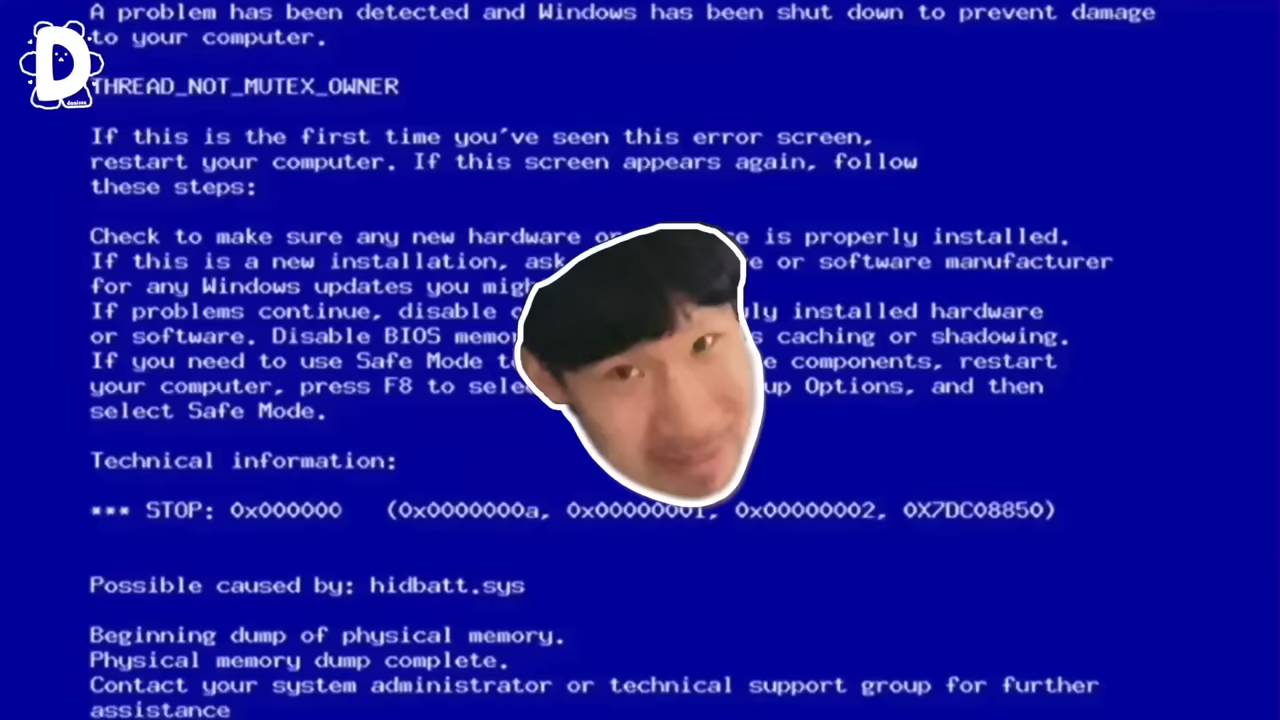 A problem has been detected and Windows has been shut down to prevent damage
to your computer.
D
THREAD_NOT_MUTEX_OWNER
If this is the first time you've seen this error screen,
restart your computer. If this screen appears again, follow
these steps:
Check to make sure any new hardware is properly installed.
If this is a new installation, ask or software manufacturer
for any Windows updates you
If problems continue, disable installed hardware
or software. Disable BIOS caching or shadowing.
If you need to use Safe Mode components, restart
your computer, press F8 to Options, and then
select Safe Mode.
Technical information:
*** STOP: 0x000000 (0x0000000a, 0x00000001, 0x00000002, 0X7DC08850)
Possible caused by: hidbatt.sys
Beginning dump of physical memory.
Physical memory dump complete.
Contact your system administrator or technical support group for further
assistance